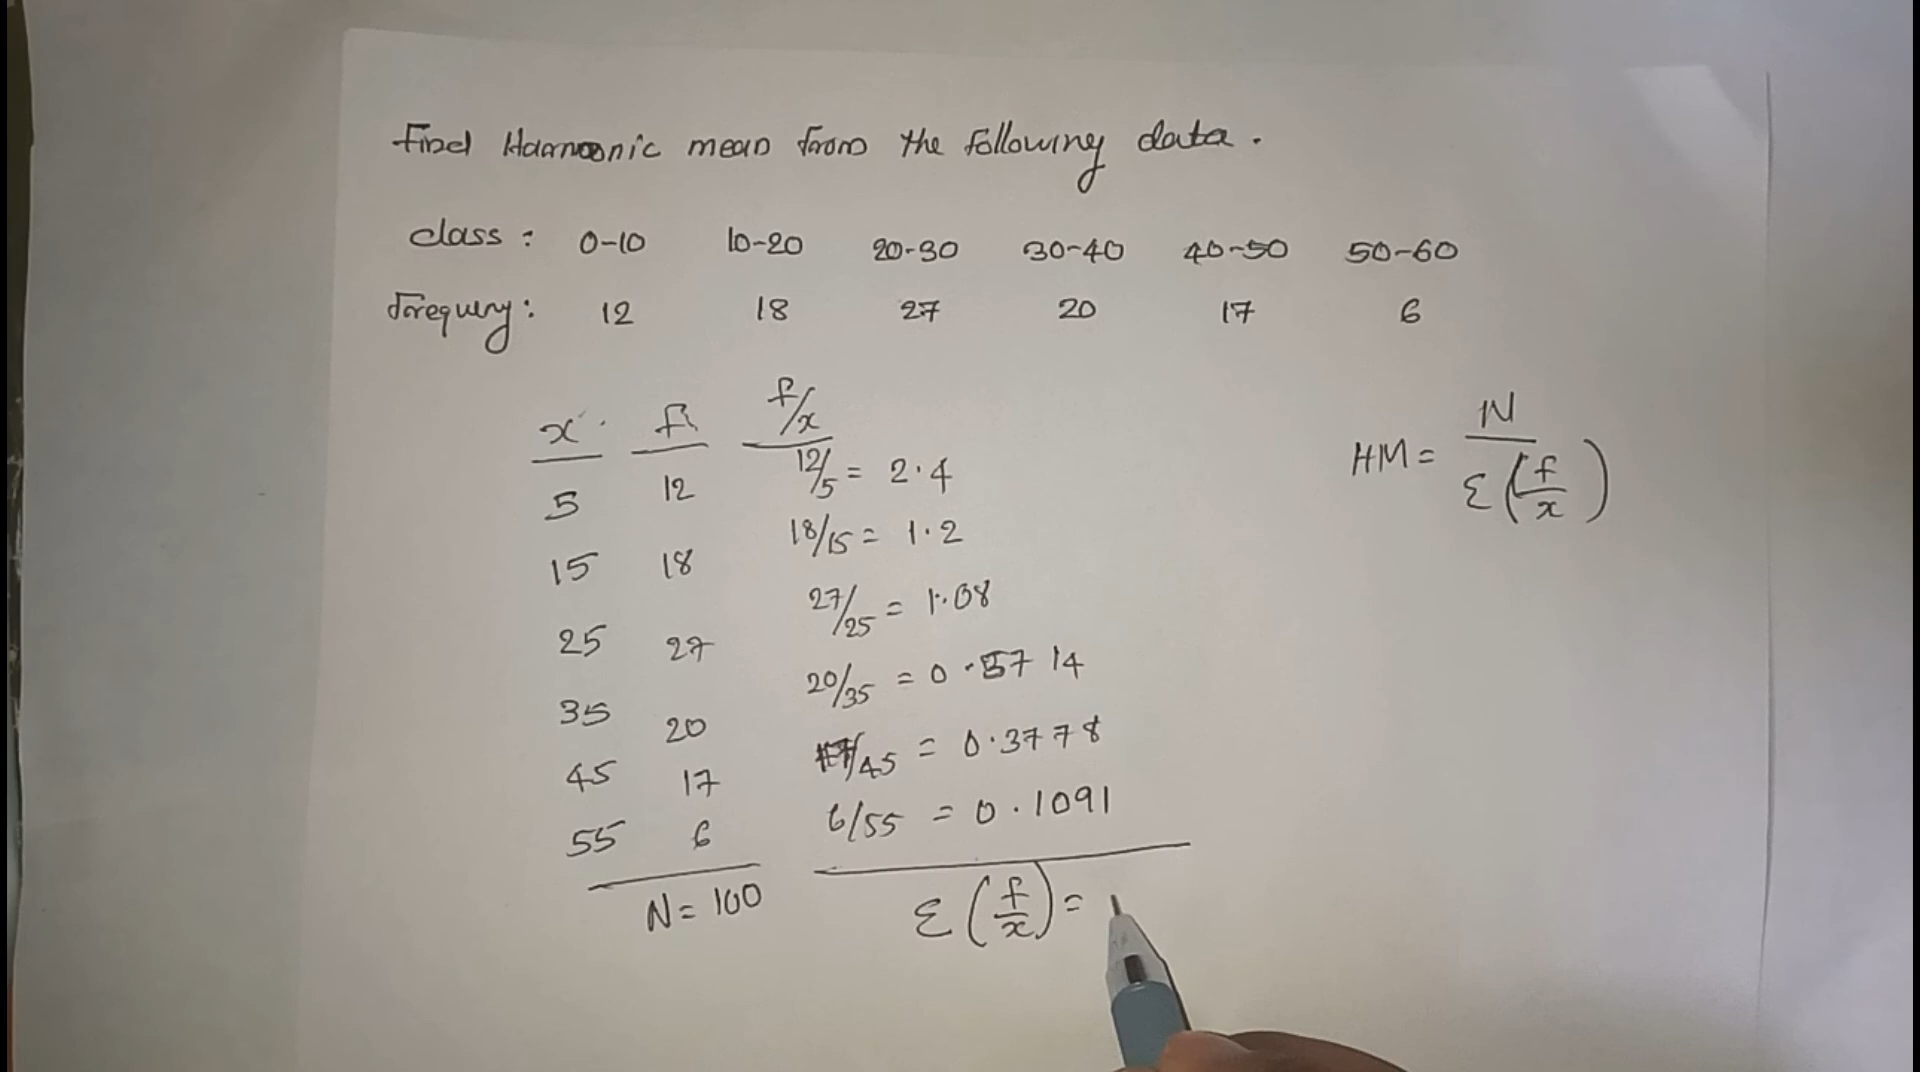 Find Harmonic mean from the following data.
class : 0-10 10-20 20-30 30-40 40-50 50-60
frequency : 12 18 27 20 17 6
x f f/x
HM = N / Σ(f/x)
5 12 12/5 = 2.4
15 18 18/15 = 1.2
25 27 27/25 = 1.08
35 20 20/35 = 0.5714
45 17 17/45 = 0.3778
55 6 6/55 = 0.1091
N = 100 Σ(f/x) =